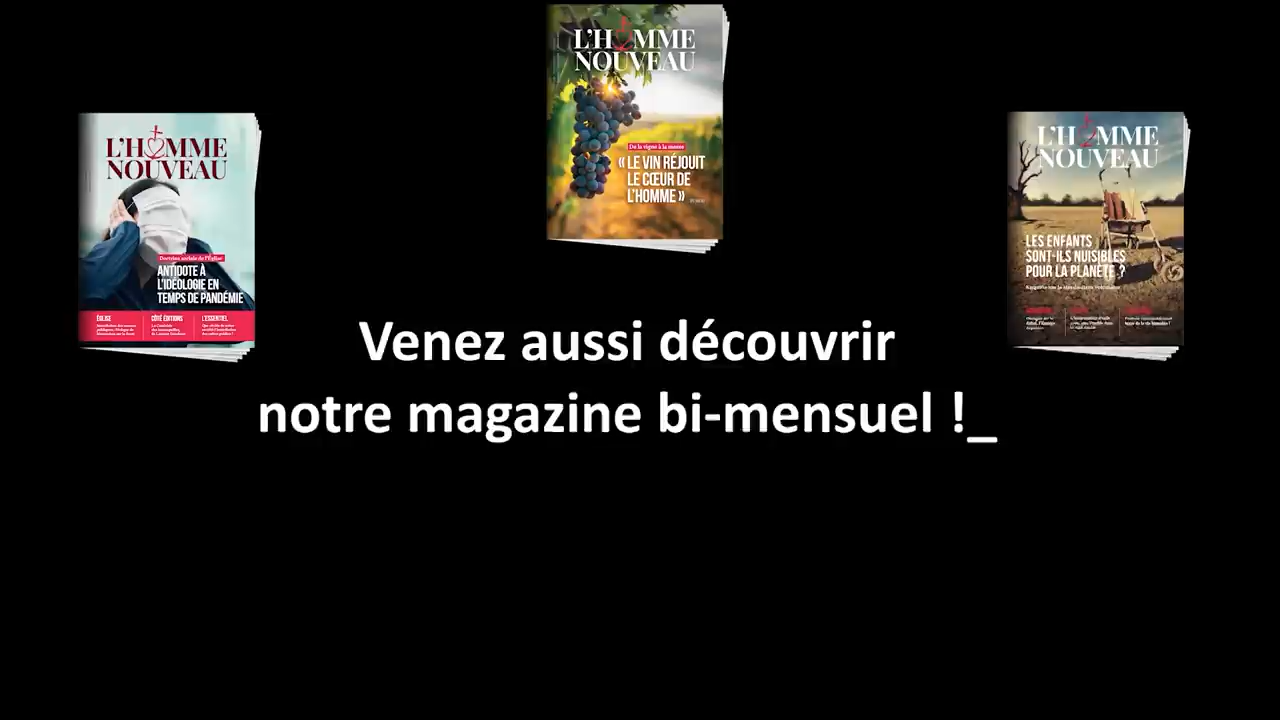 L'HOMME
NOUVEAU
Doctrine sociale de l'Église
ANTIDOTE À
L'IDÉOLOGIE EN
TEMPS DE PANDÉMIE
ÉGLISE
CÔTÉ ÉDITIONS
L'ESSENTIEL
L'HOMME
NOUVEAU
De la vigne à la messe
« LE VIN RÉJOUIT
LE CŒUR DE
L'HOMME »
L'HOMME
NOUVEAU
LES ENFANTS
SONT-ILS NUISIBLES
POUR LA PLANÈTE ?
Venez aussi découvrir
notre magazine bi-mensuel !_